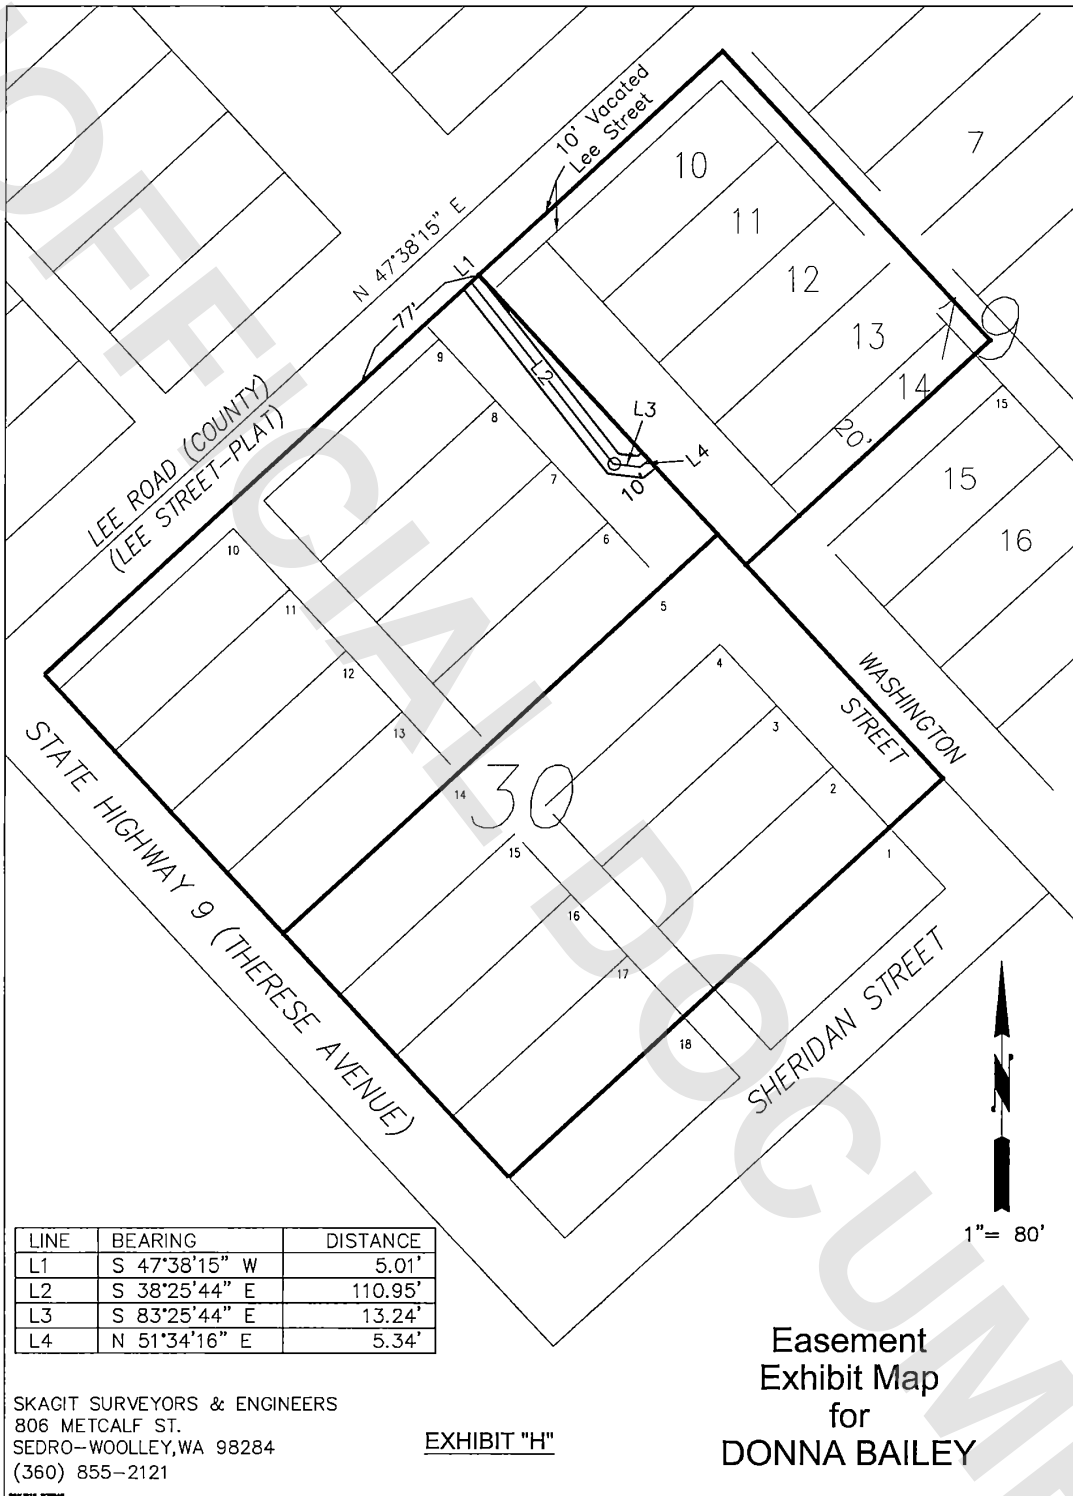 10' Vacated
Lee Street
N 47°38'15" E
L1
77'
L2
L3
L4
10'
20'
7
10
11
12
13
14
19
15
15
16
9
8
7
6
5
4
3
2
1
10
11
12
13
14
15
16
17
18
30
LEE ROAD (COUNTY)
(LEE STREET-PLAT)
WASHINGTON
STREET
STATE HIGHWAY 9 (THERESE AVENUE)
SHERIDAN STREET
N
1"= 80'
LINE BEARING DISTANCE
L1 S 47°38'15" W 5.01'
L2 S 38°25'44" E 110.95'
L3 S 83°25'44" E 13.24'
L4 N 51°34'16" E 5.34'
SKAGIT SURVEYORS & ENGINEERS
806 METCALF ST.
SEDRO-WOOLLEY,WA 98284
(360) 855-2121
EXHIBIT "H"
Easement
Exhibit Map
for
DONNA BAILEY
OFFICIAL DOCUME